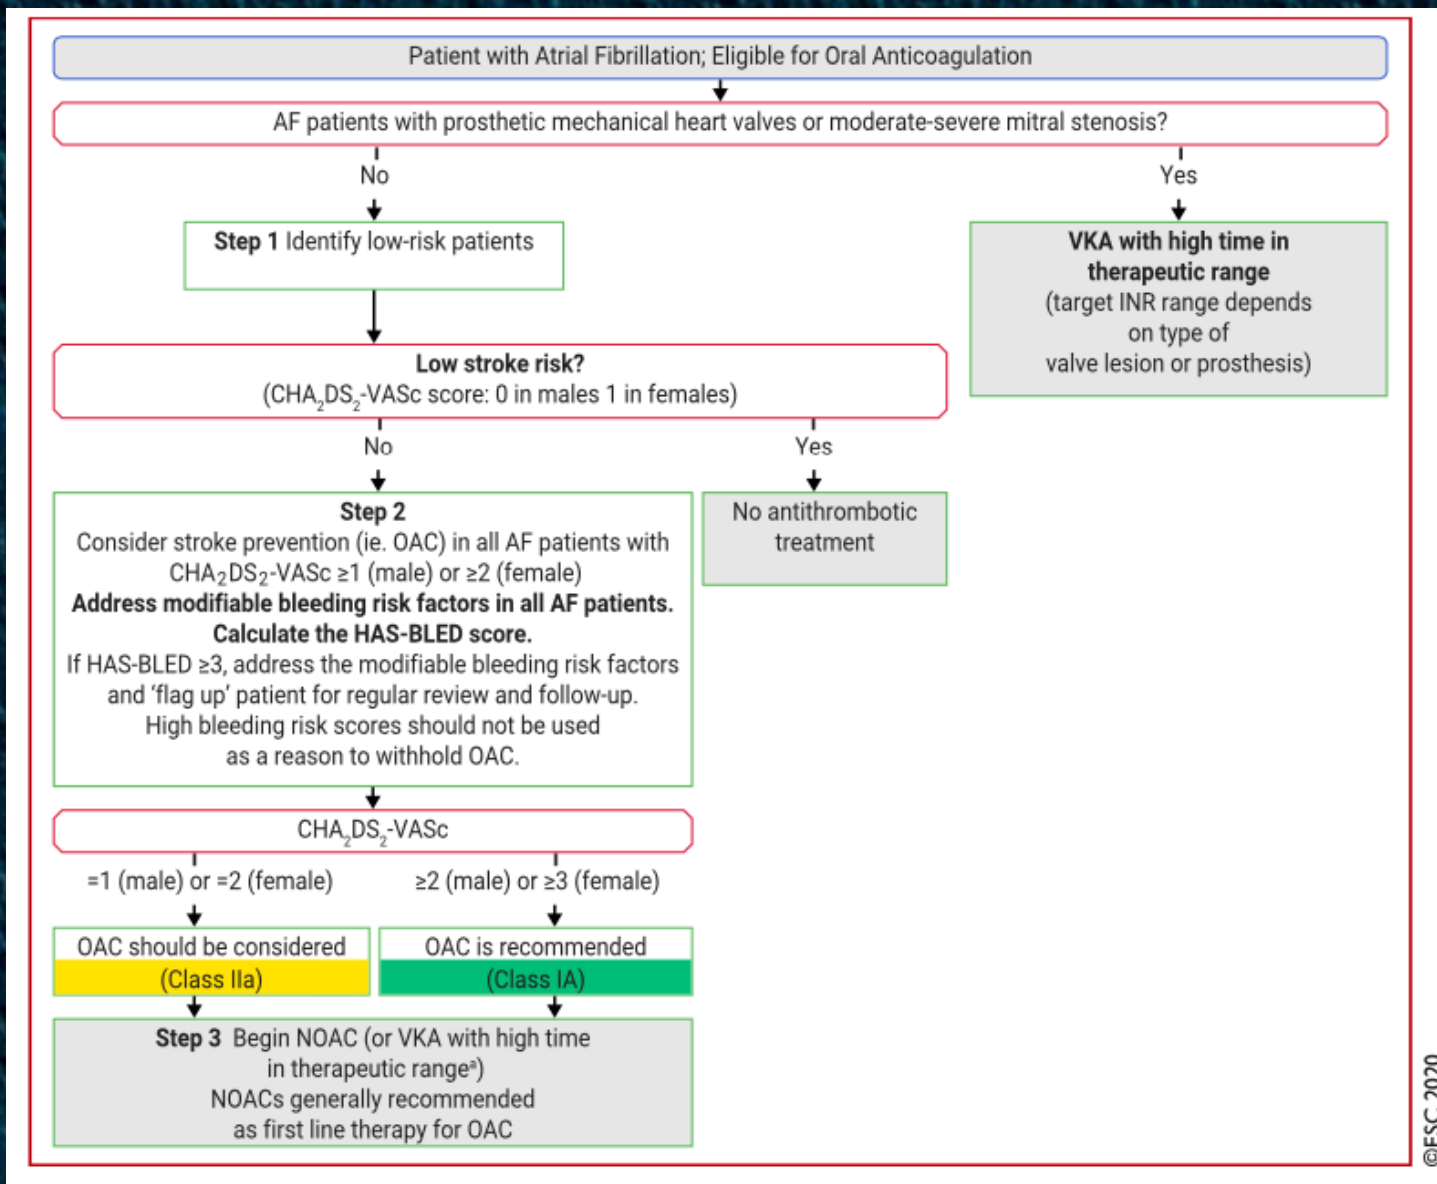 Patient with Atrial Fibrillation; Eligible for Oral Anticoagulation
AF patients with prosthetic mechanical heart valves or moderate-severe mitral stenosis?
No
Yes
Step 1 Identify low-risk patients
VKA with high time in
therapeutic range
(target INR range depends
on type of
valve lesion or prosthesis)
Low stroke risk?
(CHA₂DS₂-VASc score: 0 in males 1 in females)
No
Yes
Step 2
Consider stroke prevention (ie. OAC) in all AF patients with
CHA₂DS₂-VASc ≥1 (male) or ≥2 (female)
Address modifiable bleeding risk factors in all AF patients.
Calculate the HAS-BLED score.
If HAS-BLED ≥3, address the modifiable bleeding risk factors
and ‘flag up’ patient for regular review and follow-up.
High bleeding risk scores should not be used
as a reason to withhold OAC.
No antithrombotic
treatment
CHA₂DS₂-VASc
=1 (male) or =2 (female)
≥2 (male) or ≥3 (female)
OAC should be considered
(Class IIa)
OAC is recommended
(Class IA)
Step 3 Begin NOAC (or VKA with high time
in therapeutic rangeᵃ)
NOACs generally recommended
as first line therapy for OAC
©ESC 2020